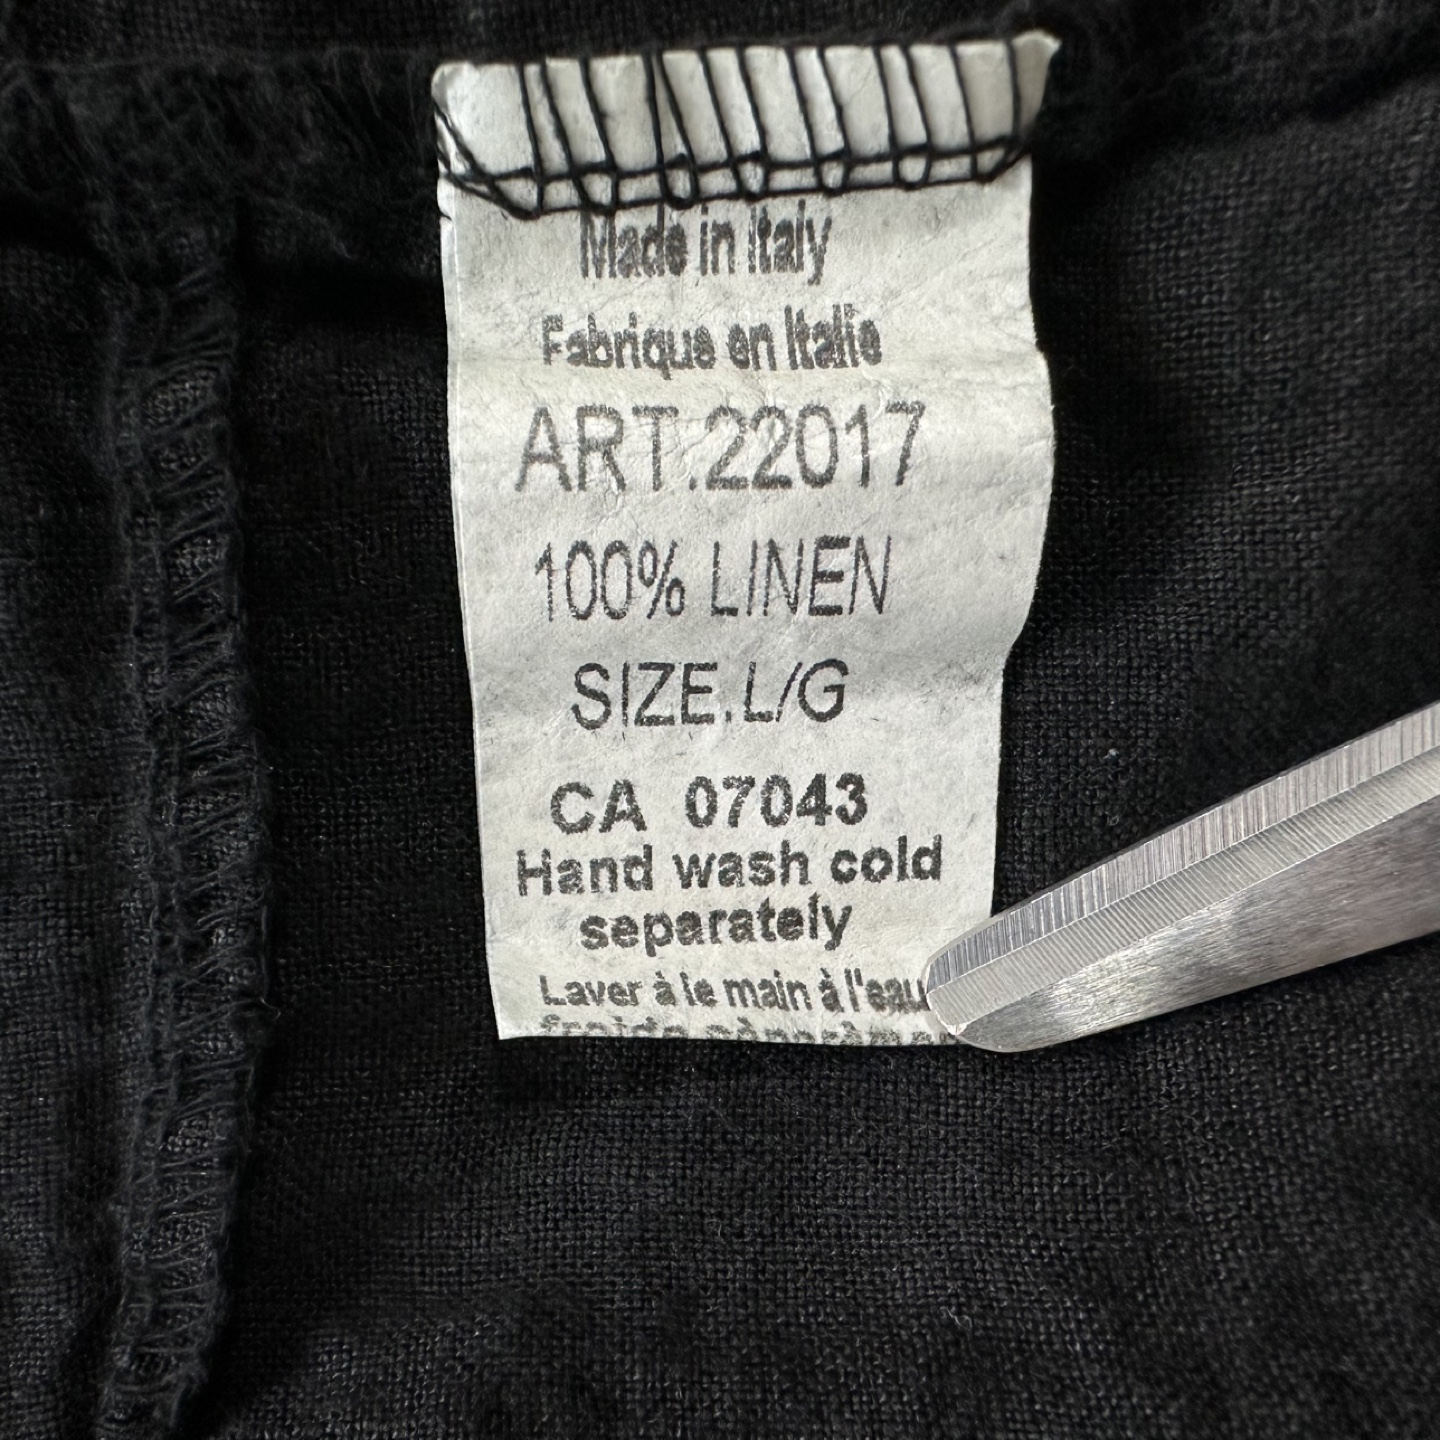 Made in Italy
Fabrique en Italie
ART.22017
100% LINEN
SIZE.L/G
CA 07043
Hand wash cold
separately
Laver à le main à l'eau